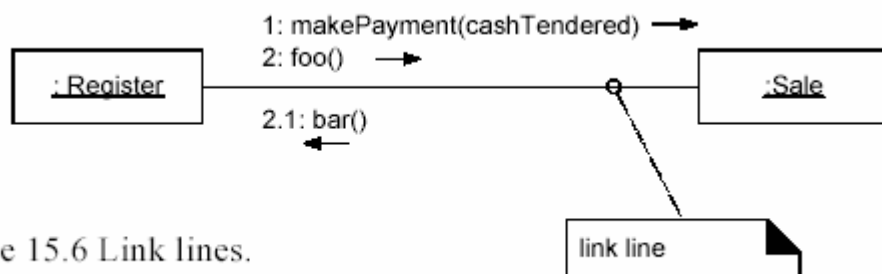 1: makePayment(cashTendered)
2: foo()
: Register
:Sale
2.1: bar()
link line
e 15.6 Link lines.